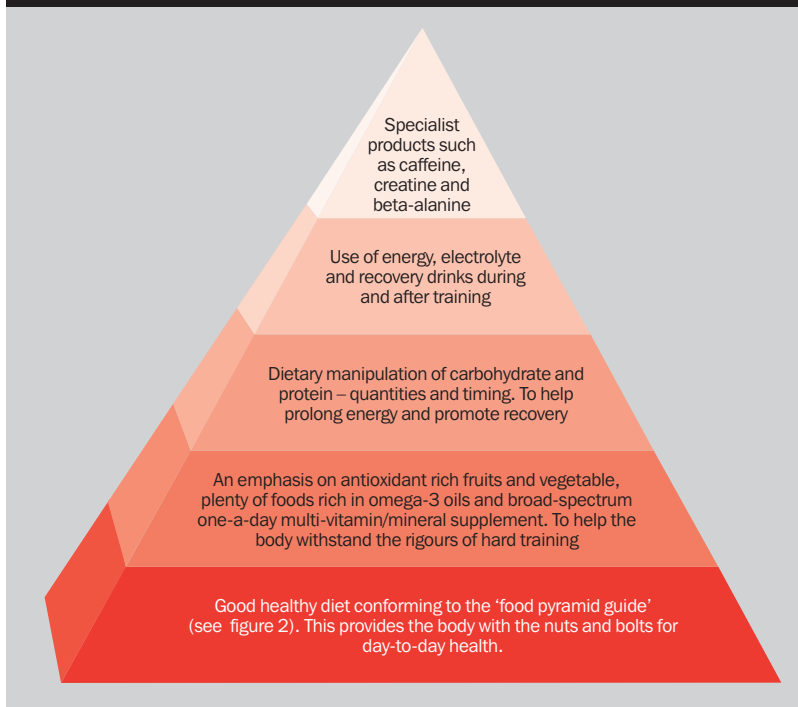 Specialist
products such
as caffeine,
creatine and
beta-alanine
Use of energy, electrolyte
and recovery drinks during
and after training
Dietary manipulation of carbohydrate and
protein – quantities and timing. To help
prolong energy and promote recovery
An emphasis on antioxidant rich fruits and vegetable,
plenty of foods rich in omega-3 oils and broad-spectrum
one-a-day multi-vitamin/mineral supplement. To help the
body withstand the rigours of hard training
Good healthy diet conforming to the ‘food pyramid guide’
(see figure 2). This provides the body with the nuts and bolts for
day-to-day health.